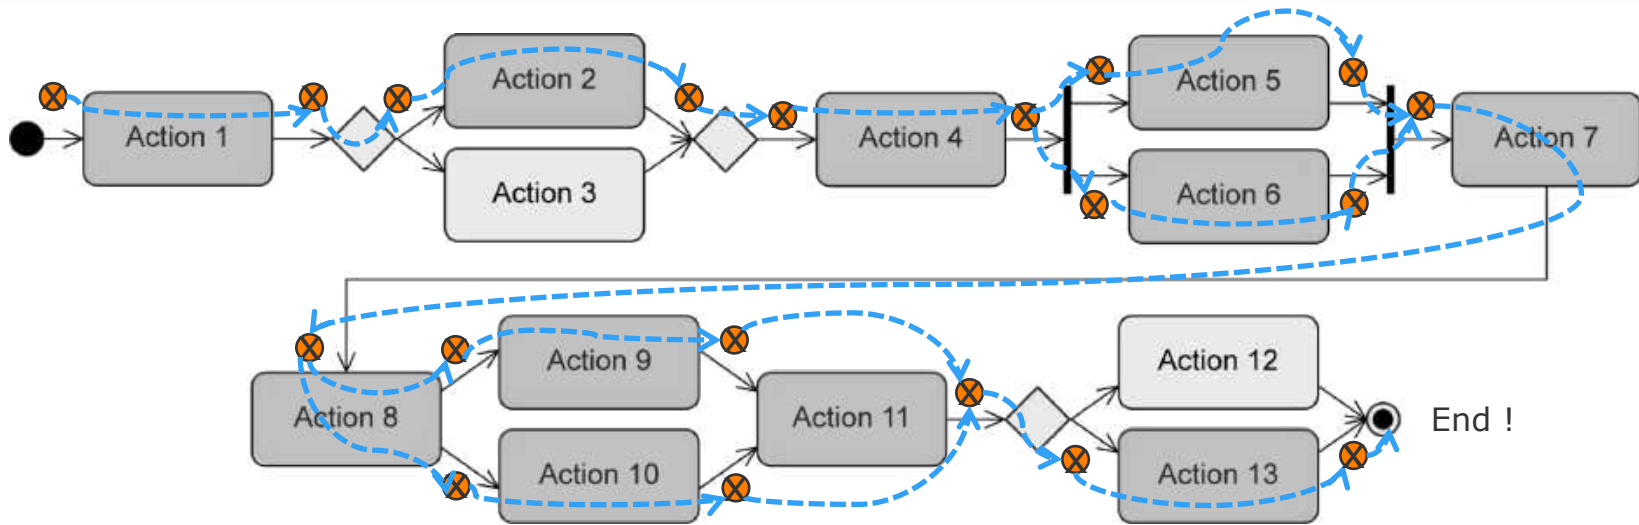 Action 1
Action 2
Action 3
Action 4
Action 5
Action 6
Action 7
Action 8
Action 9
Action 10
Action 11
Action 12
Action 13
End !